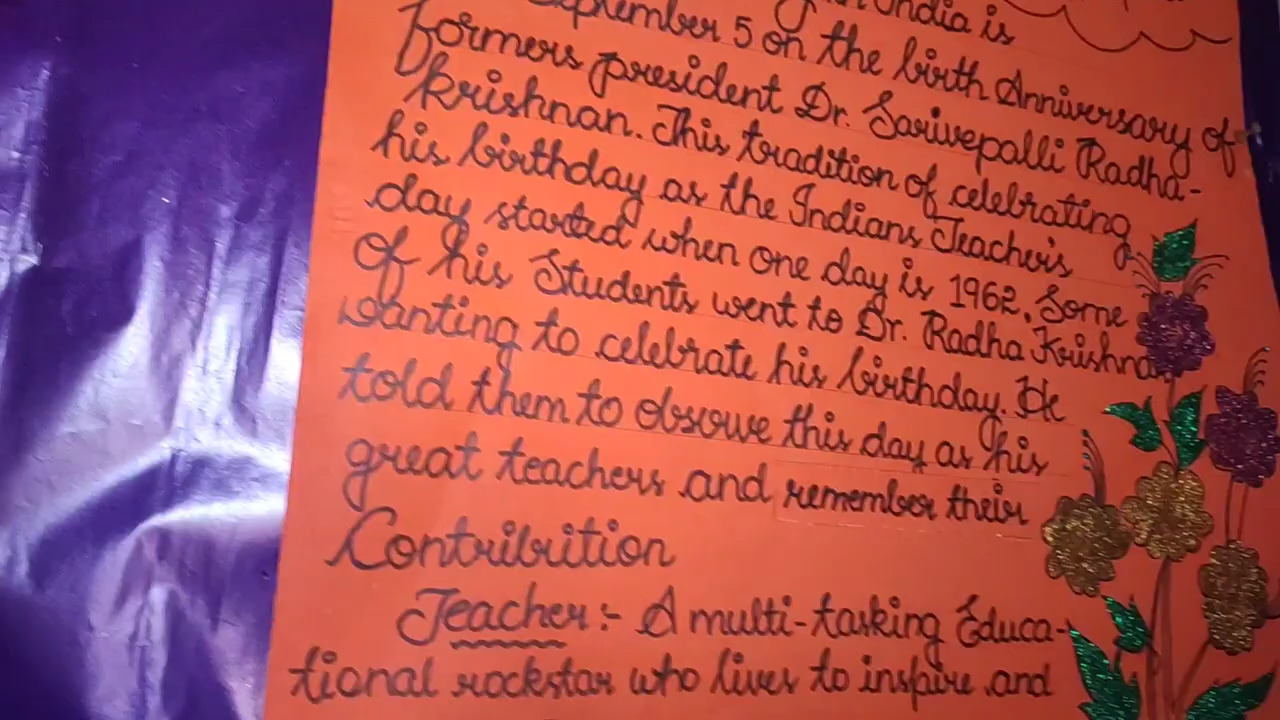 in India is
September 5 on the birth Anniversary of
formers president Dr. Sarivepalli Radha-
krishnan. This tradition of celebrating
his birthday as the Indians Teachers
day started when one day is 1962, Some
of his Students went to Dr. Radha Krishnan
wanting to celebrate his birthday. He
told them to observe this day as his
great teachers and remember their
Contribution
Teacher :- A multi-tasking Educa-
tional rockstar who lives to inspire and